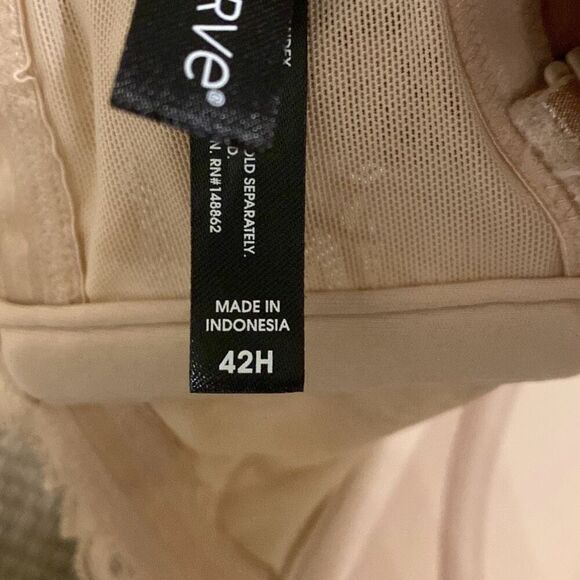 RVe®
OLD SEPARATELY.
D.
N. RN#148862
MADE IN
INDONESIA
42H